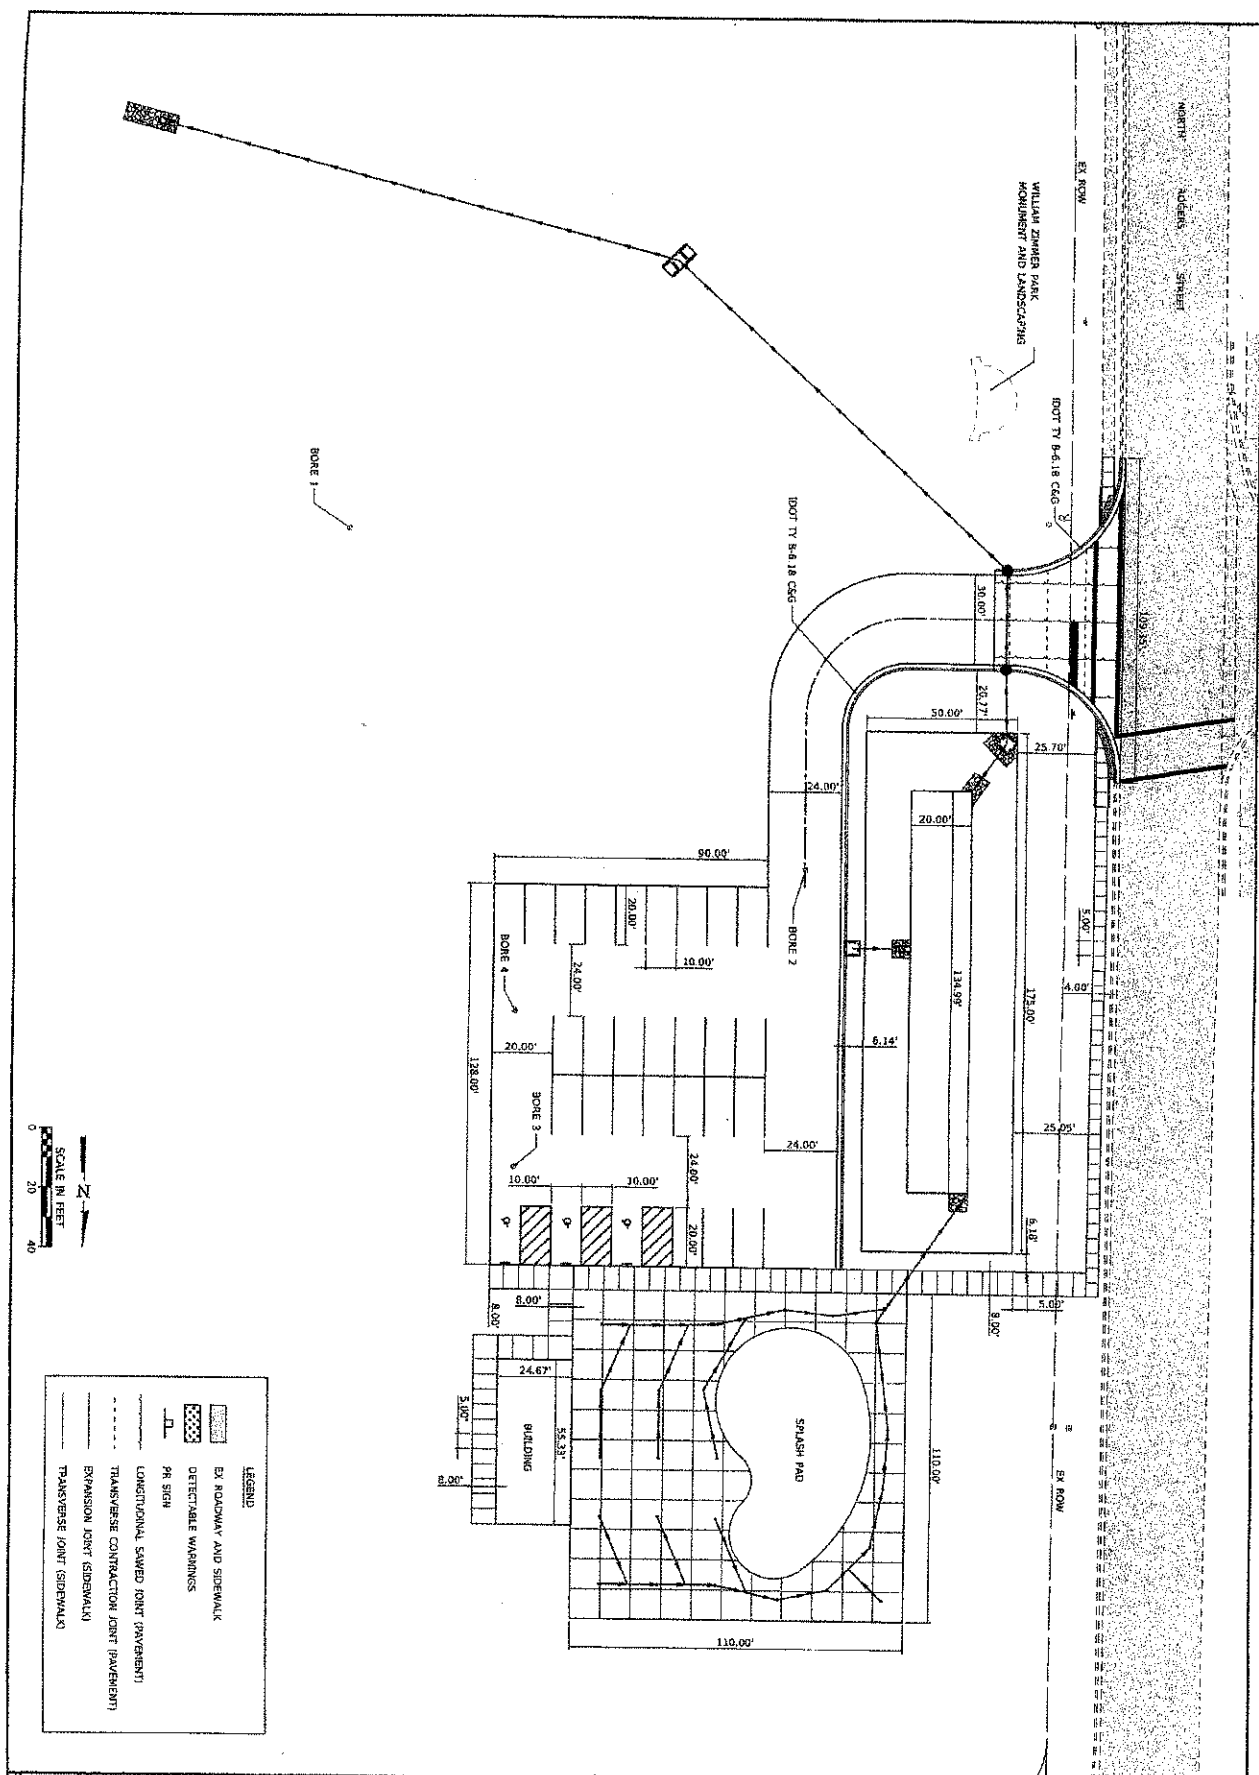 NORTH ROGERS STREET
EX ROW
WILLIAM ZIMMER PARK
MONUMENT AND LANDSCAPING
IDOT TY B-6.18 C&G
IDOT TY B-6.18 C&G
BORE 1
109.35'
30.00'
20.77'
50.00'
25.70'
24.00'
20.00'
90.00'
BORE 2
134.99'
175.00'
5.00'
4.00'
20.00'
10.00'
24.00'
BORE 4
20.00'
128.00'
6.14'
BORE 3
24.00'
25.05'
24.00'
10.00'
10.00'
20.00'
6.18'
5.00'
8.00'
8.00'
8.00'
24.67'
55.33'
BUILDING
5.00'
8.00'
SPLASH PAD
110.00'
110.00'
EX ROW
N
SCALE IN FEET
0 20 40
LEGEND
EX ROADWAY AND SIDEWALK
DETECTABLE WARNINGS
PR SIGN
LONGITUDINAL SAWED JOINT (PAVEMENT)
TRANSVERSE CONTRACTION JOINT (PAVEMENT)
EXPANSION JOINT (SIDEWALK)
TRANSVERSE JOINT (SIDEWALK)